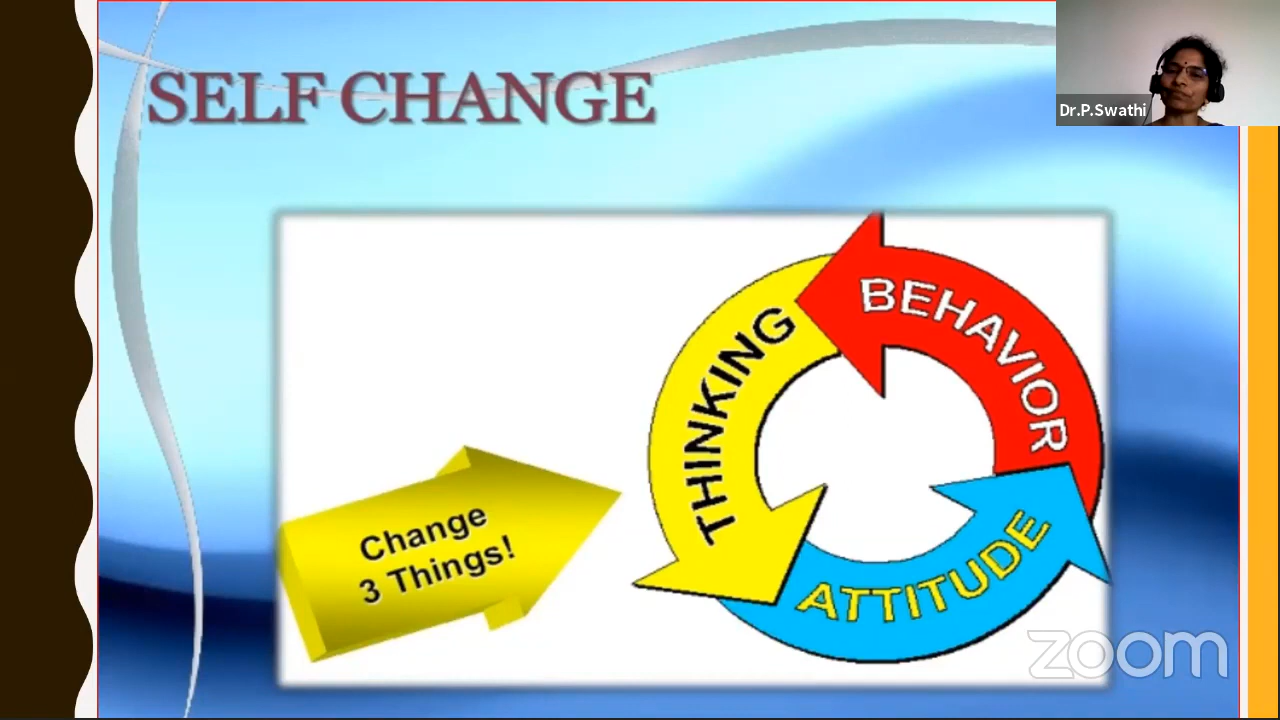 SELF CHANGE
Dr.P.Swathi
THINKING
BEHAVIOR
ATTITUDE
Change
3 Things!
zoom